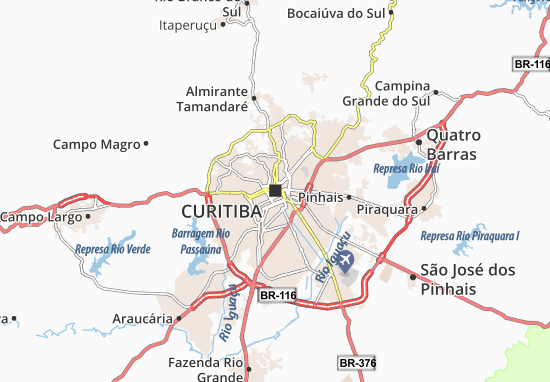 Rio Branco do
Sul
Itaperuçu
Bocaiúva do Sul
BR-116
Almirante
Tamandaré
Campina
Grande do Sul
Campo Magro
Quatro
Barras
Represa Rio Iraí
Pinhais
Piraquara
CURITIBA
Campo Largo
Barragem Rio
Passaúna
Represa Rio Verde
Represa Rio Piraquara I
Rio Iguaçu
São José dos
Pinhais
BR-116
Rio Iguaçu
Araucária
Fazenda Rio
Grande
BR-376